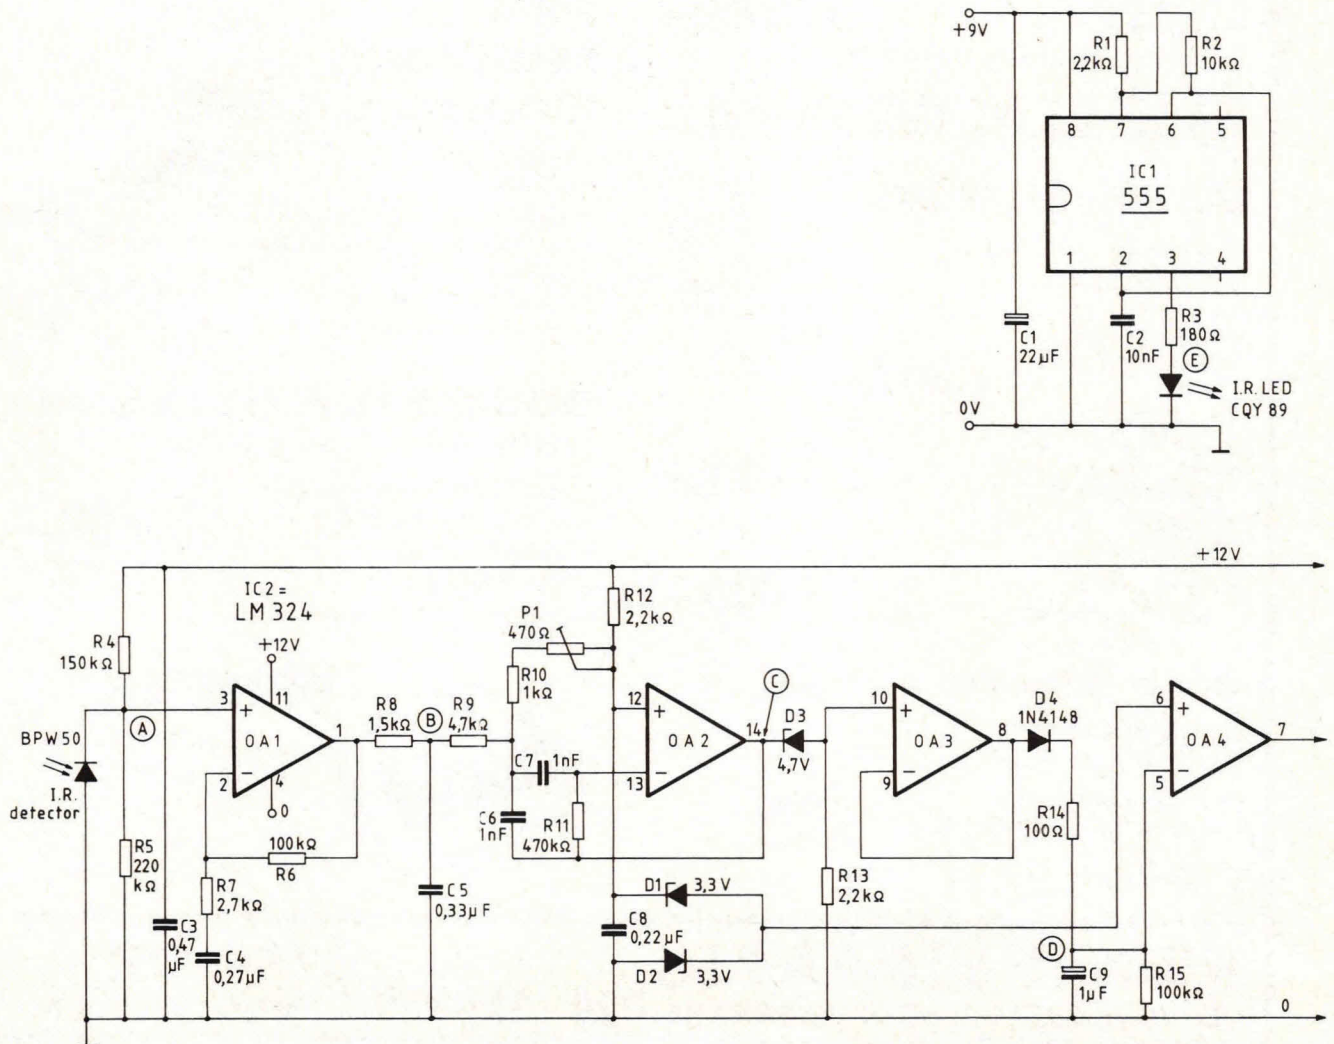 +9V
R1
2,2kΩ
R2
10kΩ
8
7
6
5
IC1
555
1
2
3
4
C1
22µF
C2
10nF
R3
180Ω
E
I.R. LED
CQY 89
0V
+12V
IC2 =
LM 324
+12V
R4
150kΩ
R12
2,2kΩ
P1
470Ω
R10
1kΩ
3
+
11
OA1
1
2
−
4
0
A
BPW50
I.R.
detector
R8
1,5kΩ
B
R9
4,7kΩ
12
+
OA2
14
13
−
C
D3
4,7V
10
+
OA3
8
9
−
D4
1N4148
6
+
OA4
7
5
−
C7
1nF
C6
1nF
R11
470kΩ
R14
100Ω
R5
220
kΩ
100kΩ
R6
R7
2,7kΩ
C3
0,47
µF
C4
0,27µF
C5
0,33µF
D1
3,3V
C8
0,22µF
D2
3,3V
R13
2,2kΩ
D
C9
1µF
R15
100kΩ
0